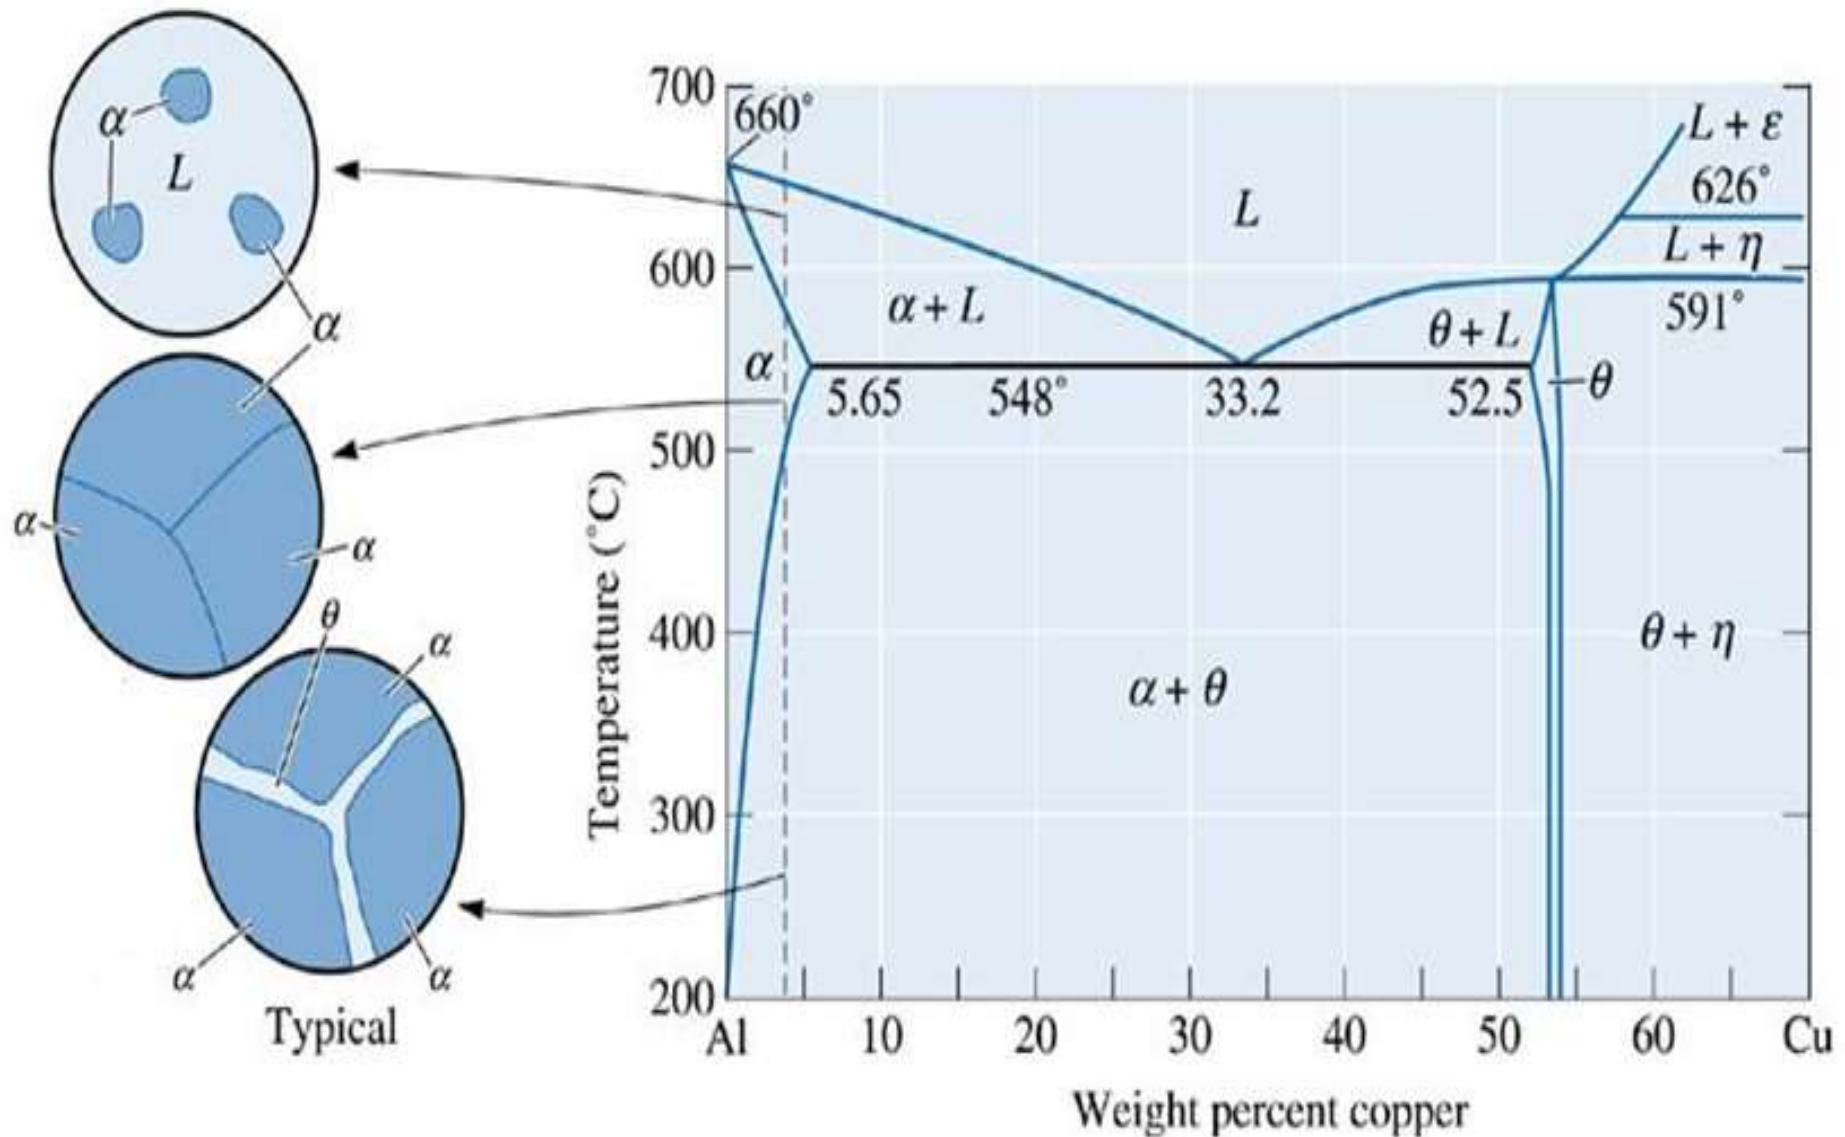 α
L
α
α
α
θ
α
α
α
Typical
Temperature (°C)
700
600
500
400
300
200
660°
L
L + ε
626°
L + η
591°
α + L
θ + L
α
5.65
548°
33.2
52.5
θ
α + θ
θ + η
Al
10
20
30
40
50
60
Cu
Weight percent copper